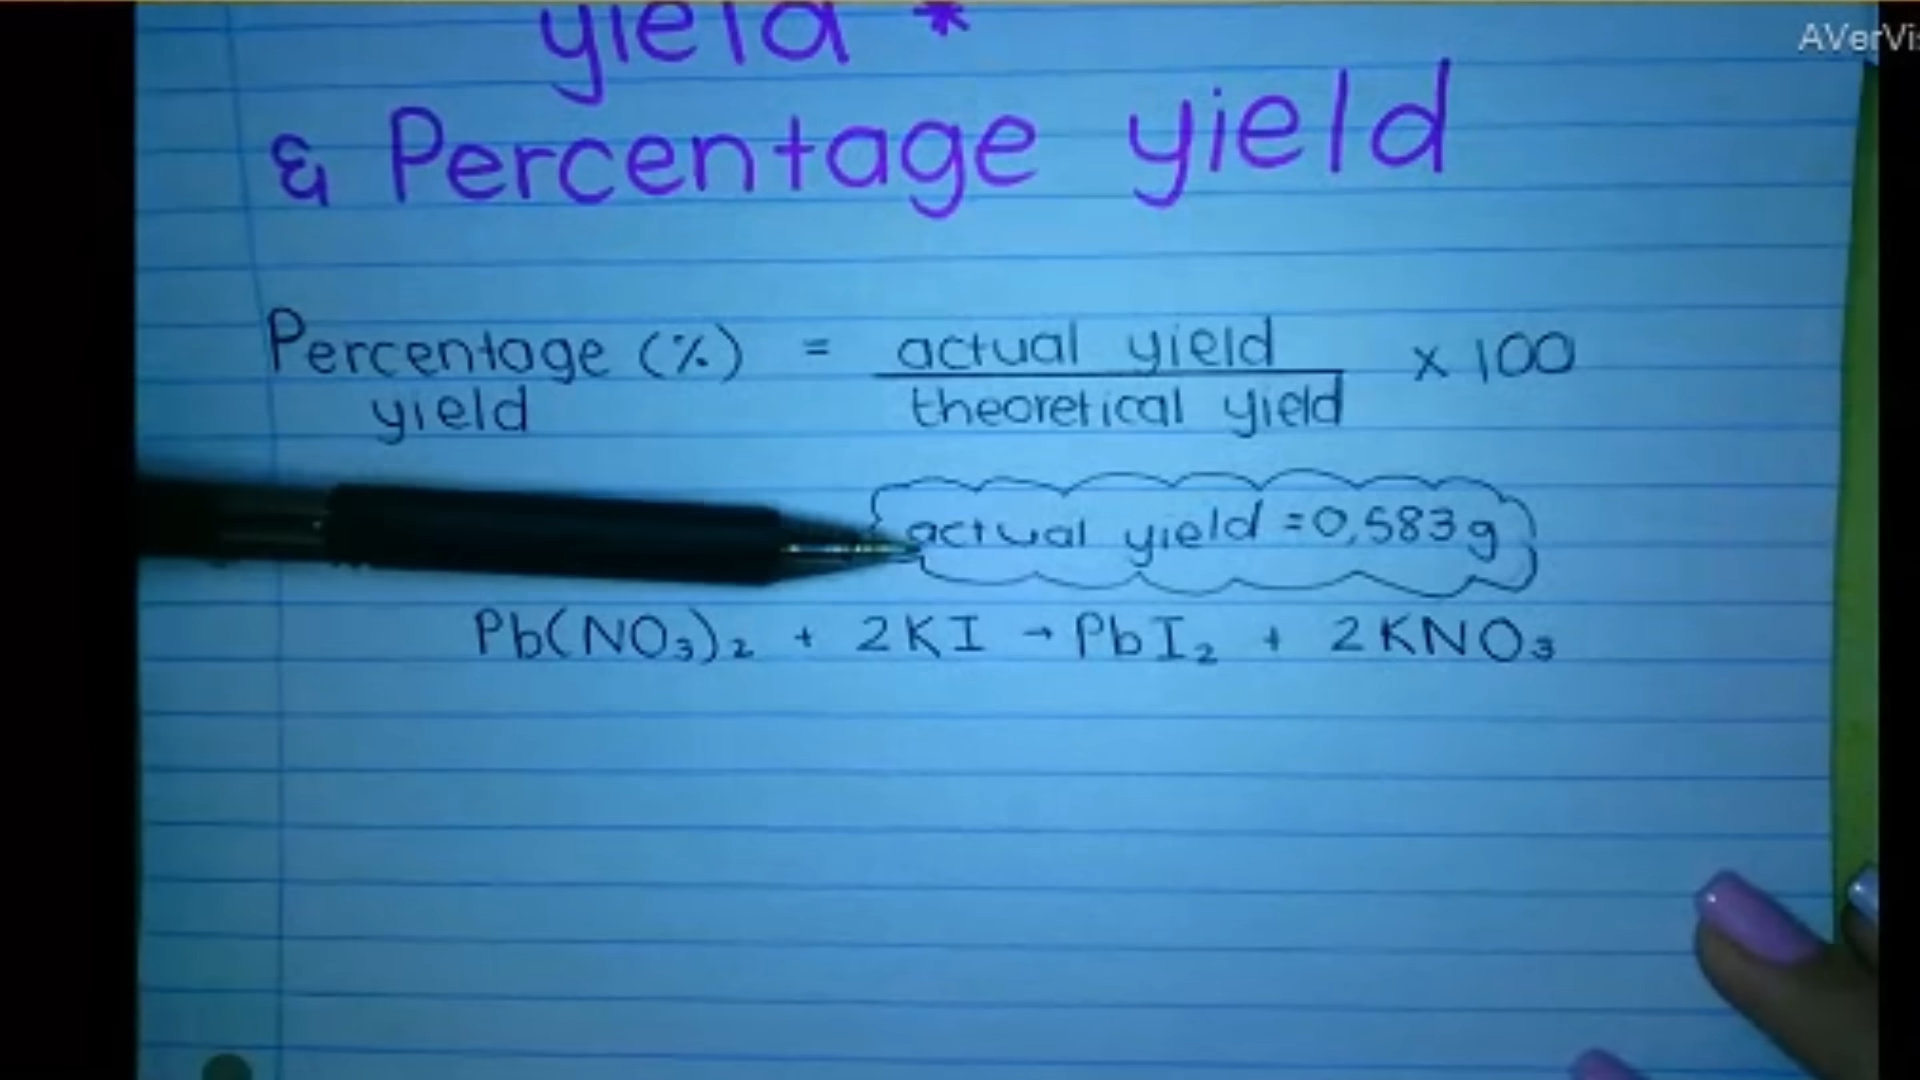 yield *
& Percentage yield
Percentage (%) = actual yield x 100
yield theoretical yield
actual yield = 0,583g
Pb(NO₃)₂ + 2KI → PbI₂ + 2KNO₃